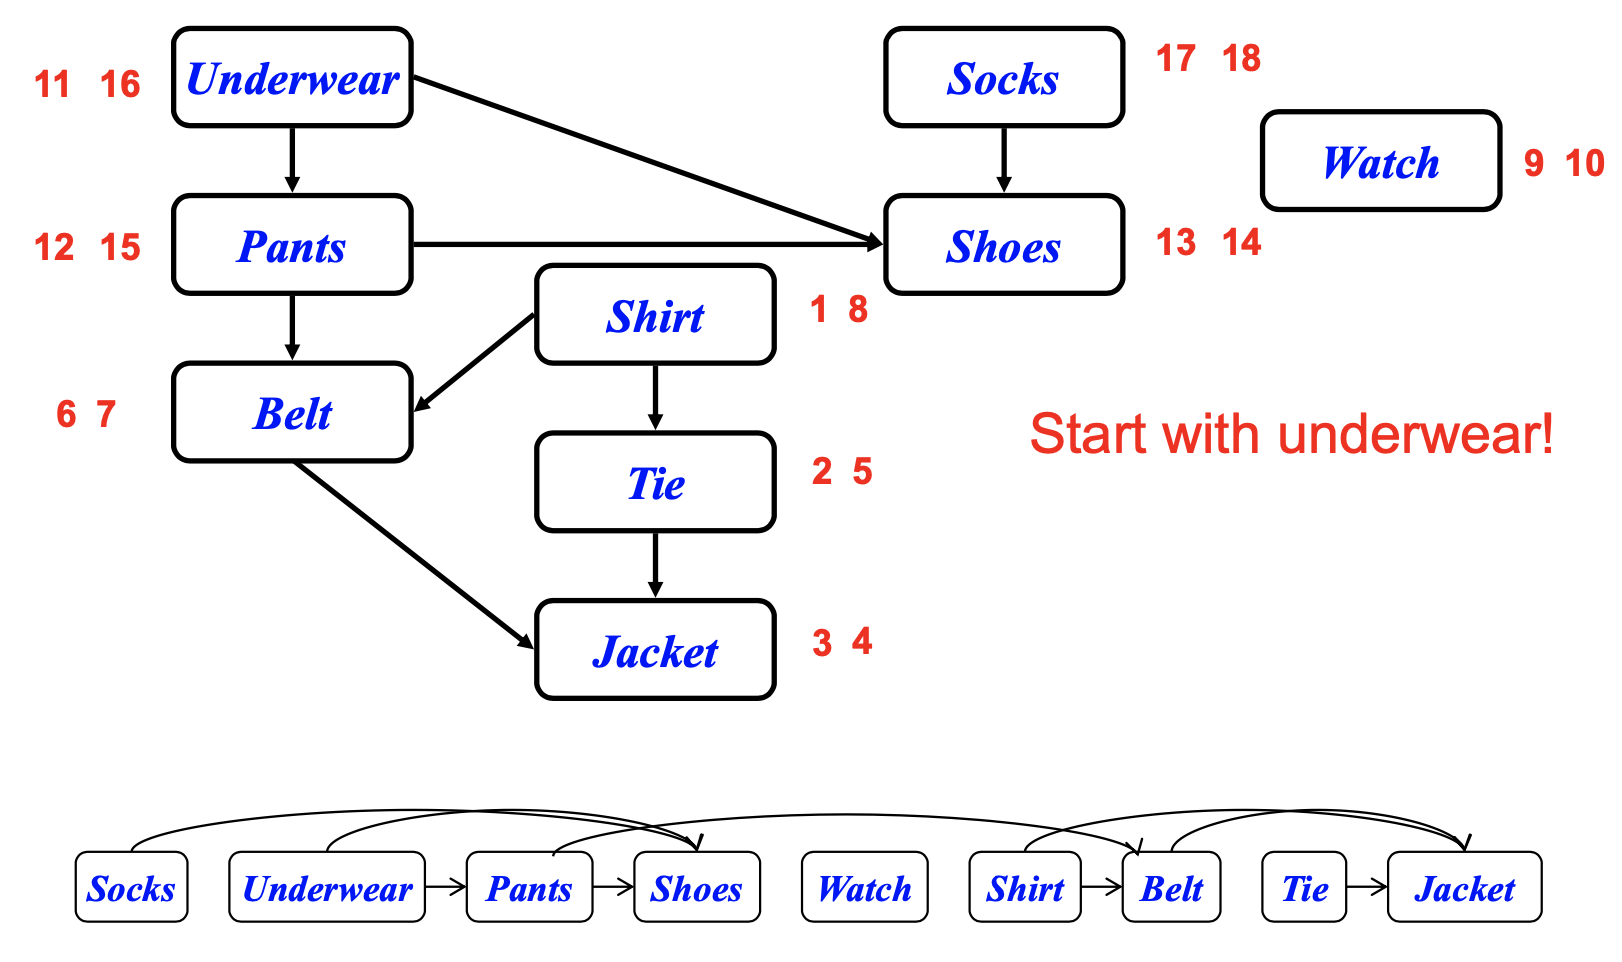 11 16 Underwear
Socks 17 18
Watch 9 10
12 15 Pants
Shoes 13 14
Shirt 1 8
6 7 Belt
Start with underwear!
Tie 2 5
Jacket 3 4
Socks Underwear Pants Shoes Watch Shirt Belt Tie Jacket